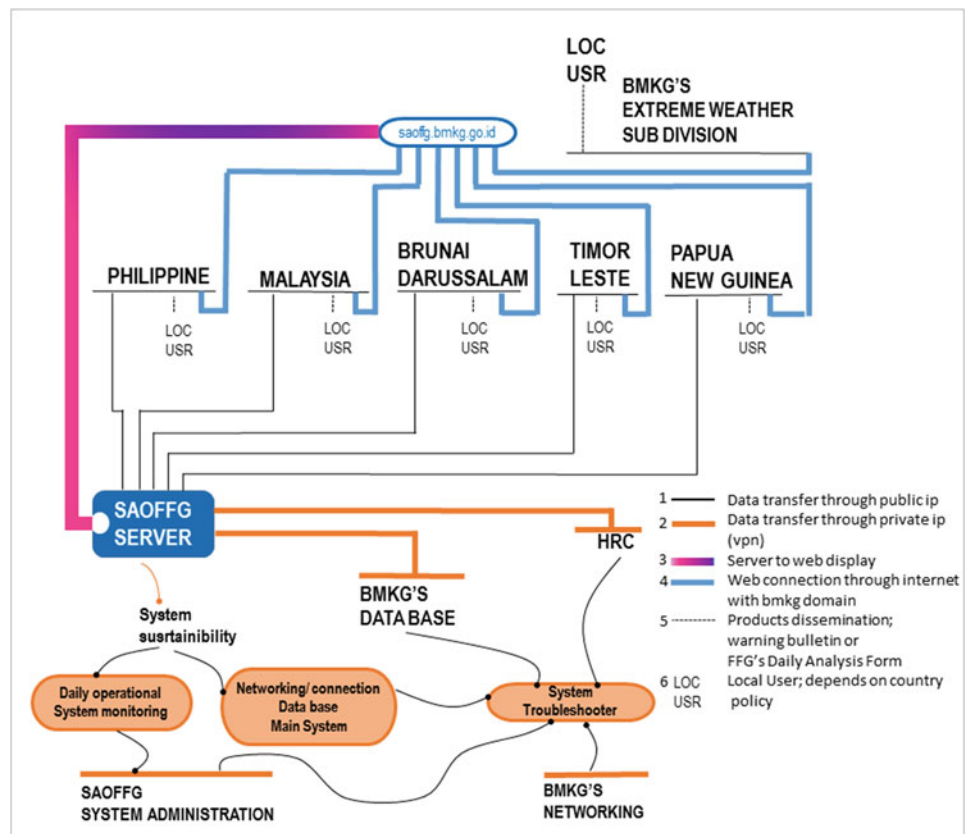 LOC
USR
BMKG'S
EXTREME WEATHER
SUB DIVISION
saoffg.bmkg.go.id
PHILIPPINE
MALAYSIA
BRUNAI
DARUSSALAM
TIMOR
LESTE
PAPUA
NEW GUINEA
LOC
USR
LOC
USR
LOC
USR
LOC
USR
LOC
USR
SAOFFG
SERVER
HRC
BMKG'S
DATA BASE
System
susrtainibility
Daily operational
System monitoring
Networking/ connection
Data base
Main System
System
Troubleshooter
SAOFFG
SYSTEM ADMINISTRATION
BMKG'S
NETWORKING
1 Data transfer through public ip
2 Data transfer through private ip
(vpn)
3 Server to web display
4 Web connection through internet
with bmkg domain
5 Products dissemination;
warning bulletin or
FFG's Daily Analysis Form
6 LOC Local User; depends on country
USR policy